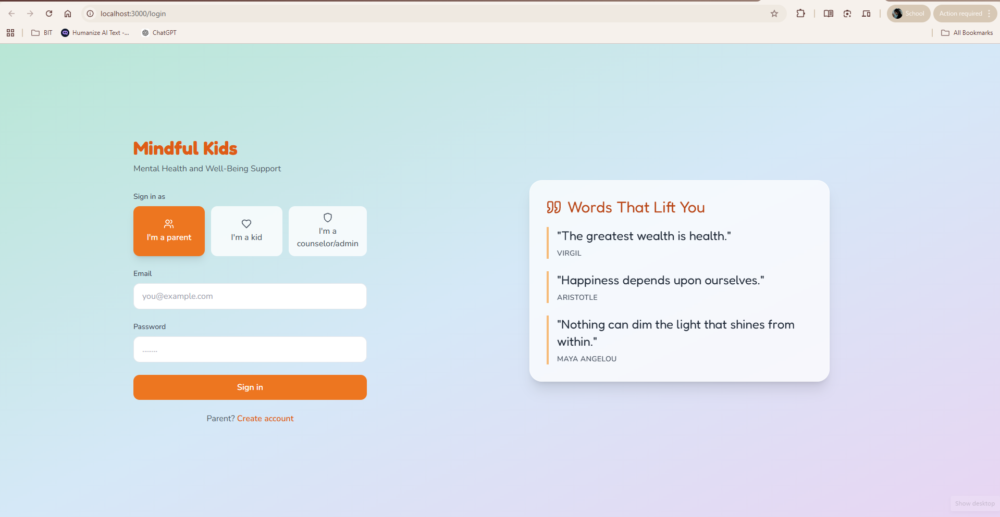 localhost:3000/login
School
Action required
BIT
Humanize AI Text -...
ChatGPT
All Bookmarks
Mindful Kids
Mental Health and Well-Being Support
Sign in as
I'm a parent
I'm a kid
I'm a
counselor/admin
Email
you@example.com
Password
........
Sign in
Parent? Create account
Words That Lift You
"The greatest wealth is health."
VIRGIL
"Happiness depends upon ourselves."
ARISTOTLE
"Nothing can dim the light that shines from
within."
MAYA ANGELOU
Show desktop